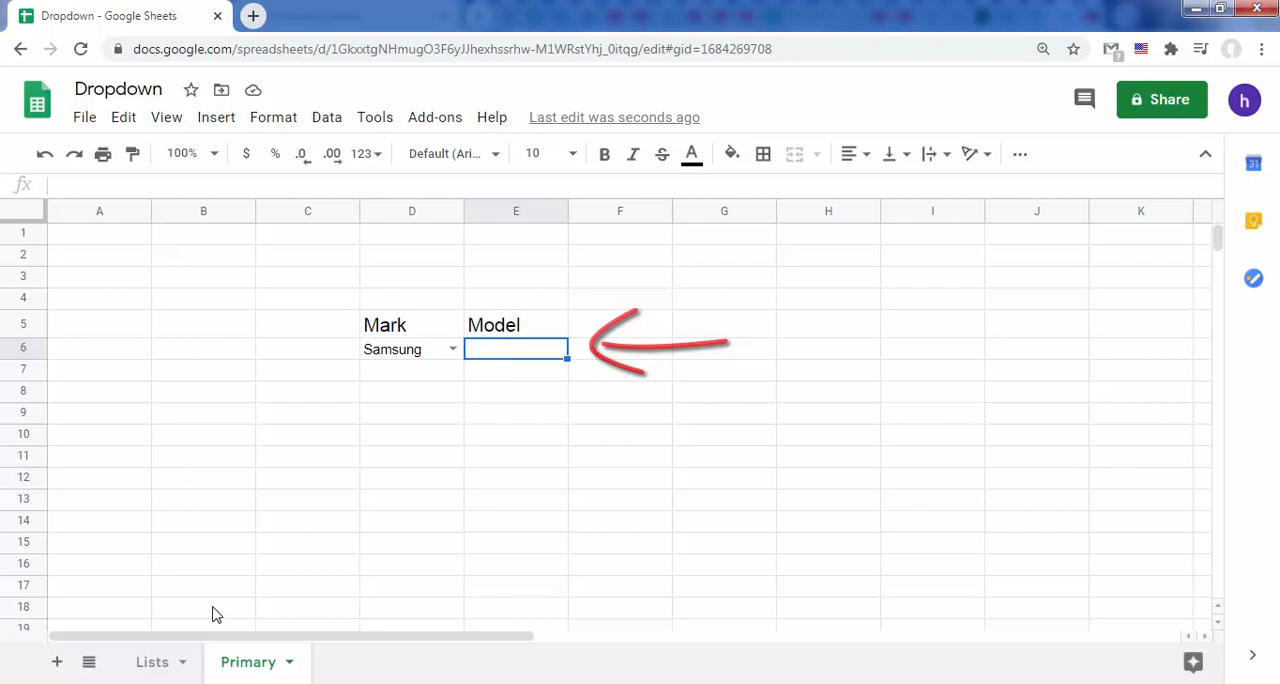 Dropdown - Google Sheets
docs.google.com/spreadsheets/d/1GkxxtgNHmugO3F6yJJhexhssrhw-M1WRstYhj_0itqg/edit#gid=1684269708
Dropdown
h
Share
File Edit View Insert Format Data Tools Add-ons Help Last edit was seconds ago
100% $ % .0 .00 123 Default (Ari... 10 B I S A
fx
A B C D E F G H I J K
1
2
3
4
5 Mark Model
6 Samsung
7
8
9
10
11
12
13
14
15
16
17
18
19
Lists Primary
31